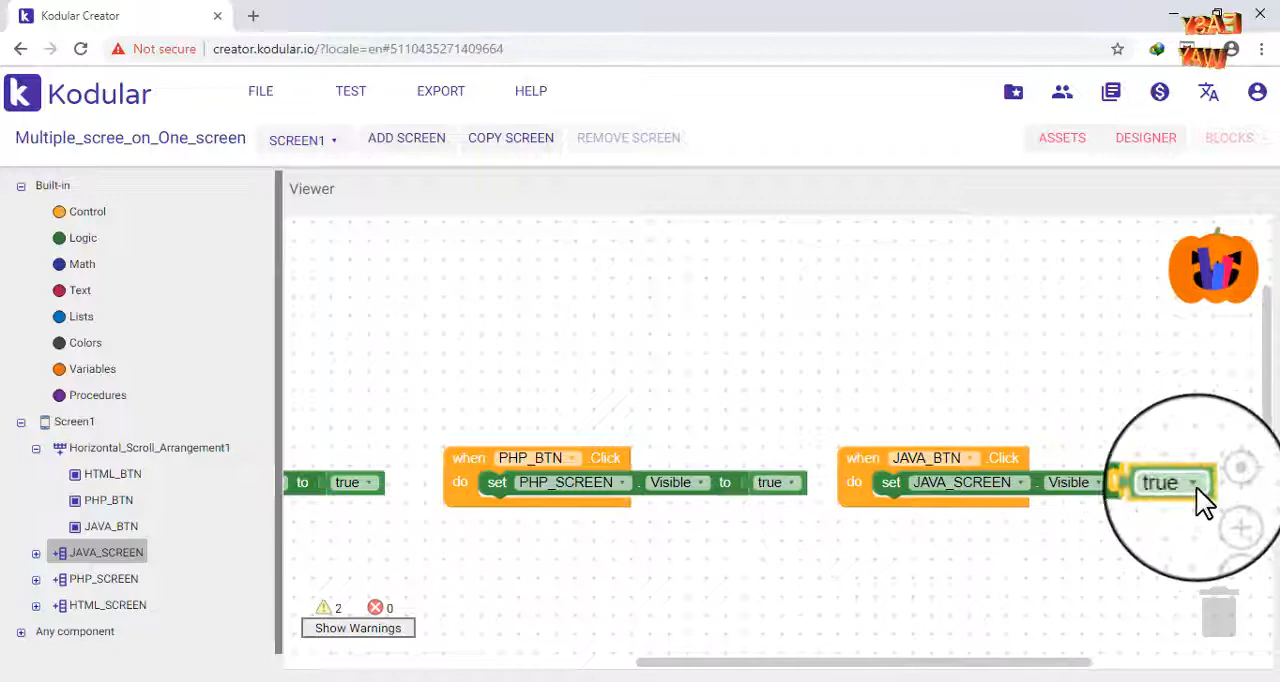 Kodular Creator
Not secure
creator.kodular.io/?locale=en#5110435271409664
EASY
WAY
Kodular
FILE
TEST
EXPORT
HELP
Multiple_scree_on_One_screen
SCREEN1
ADD SCREEN
COPY SCREEN
REMOVE SCREEN
ASSETS
DESIGNER
BLOCKS
Built-in
Viewer
Control
Logic
Math
Text
Lists
Colors
Variables
Procedures
Screen1
Horizontal_Scroll_Arrangement1
HTML_BTN
PHP_BTN
JAVA_BTN
JAVA_SCREEN
PHP_SCREEN
HTML_SCREEN
Any component
to true
when PHP_BTN .Click
do set PHP_SCREEN . Visible to true
when JAVA_BTN .Click
do set JAVA_SCREEN . Visible true
2 0
Show Warnings